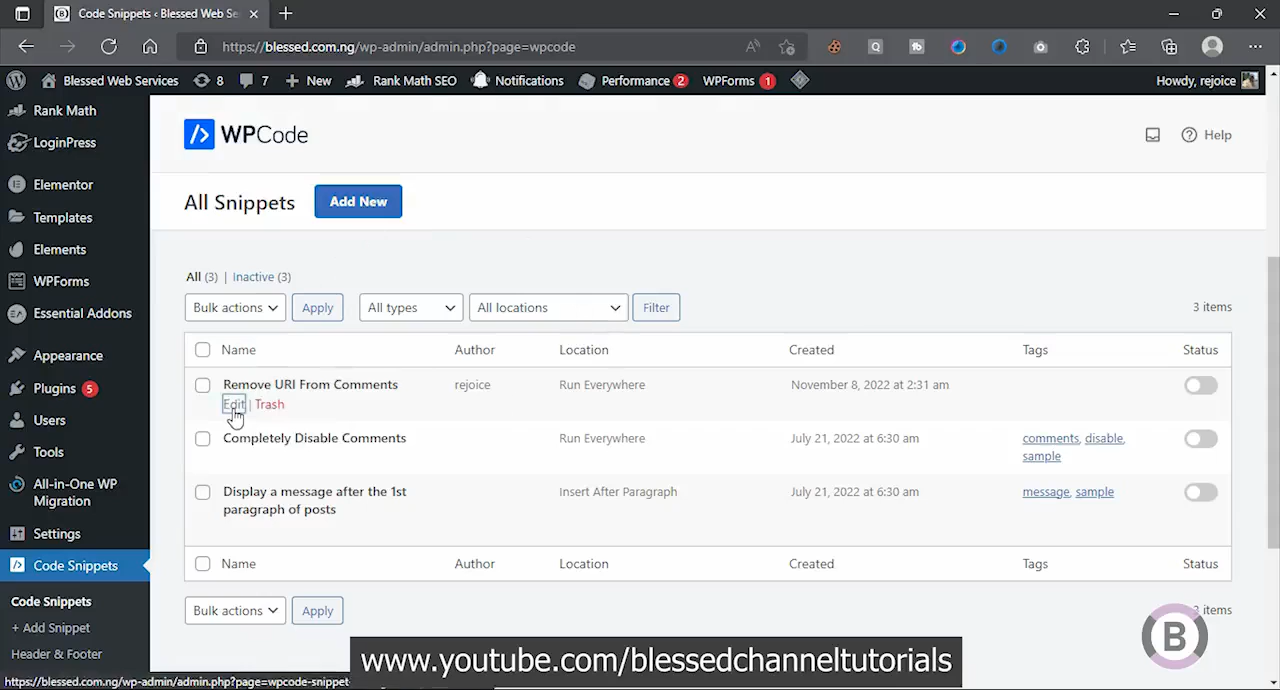 Code Snippets ‹ Blessed Web Se
https://blessed.com.ng/wp-admin/admin.php?page=wpcode
Blessed Web Services 8 7 New Rank Math SEO Notifications Performance 2 WPForms 1 Howdy, rejoice
Rank Math
LoginPress
Elementor
Templates
Elements
WPForms
Essential Addons
Appearance
Plugins 5
Users
Tools
All-in-One WP
Migration
Settings
Code Snippets
Code Snippets
+ Add Snippet
Header & Footer
WPCode
Help
All Snippets Add New
All (3) | Inactive (3)
Bulk actions Apply All types All locations Filter 3 items
Name Author Location Created Tags Status
Remove URI From Comments rejoice Run Everywhere November 8, 2022 at 2:31 am
Edit | Trash
Completely Disable Comments Run Everywhere July 21, 2022 at 6:30 am comments, disable,
sample
Display a message after the 1st Insert After Paragraph July 21, 2022 at 6:30 am message, sample
paragraph of posts
Name Author Location Created Tags Status
Bulk actions Apply items
B
www.youtube.com/blessedchanneltutorials
https://blessed.com.ng/wp-admin/admin.php?page=wpcode-snippet